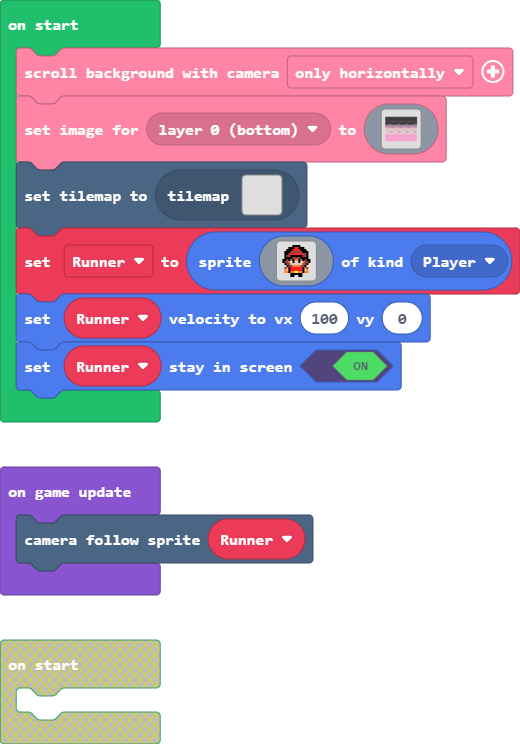 on start
scroll background with camera only horizontally
set image for layer 0 (bottom) to
set tilemap to tilemap
set Runner to sprite of kind Player
set Runner velocity to vx 100 vy 0
set Runner stay in screen ON
on game update
camera follow sprite Runner
on start